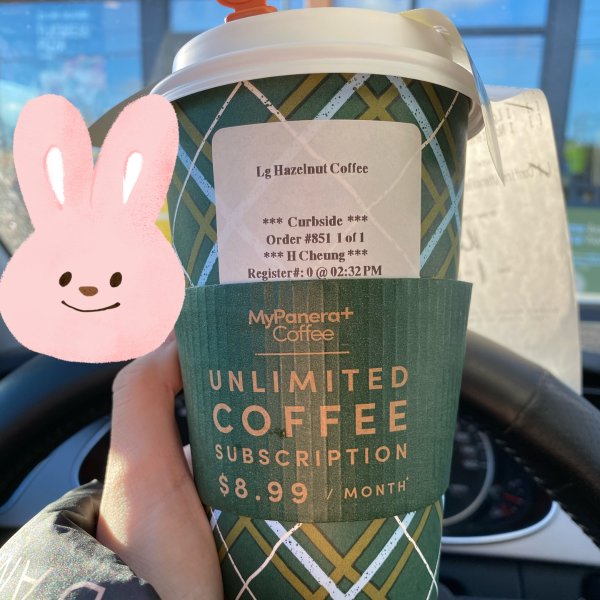 Lg Hazelnut Coffee
*** Curbside ***
Order #851 1 of 1
*** H Cheung ***
Register#: 0 @ 02:32 PM
MyPanera+
Coffee
UNLIMITED
COFFEE
SUBSCRIPTION
$8.99 / MONTH*